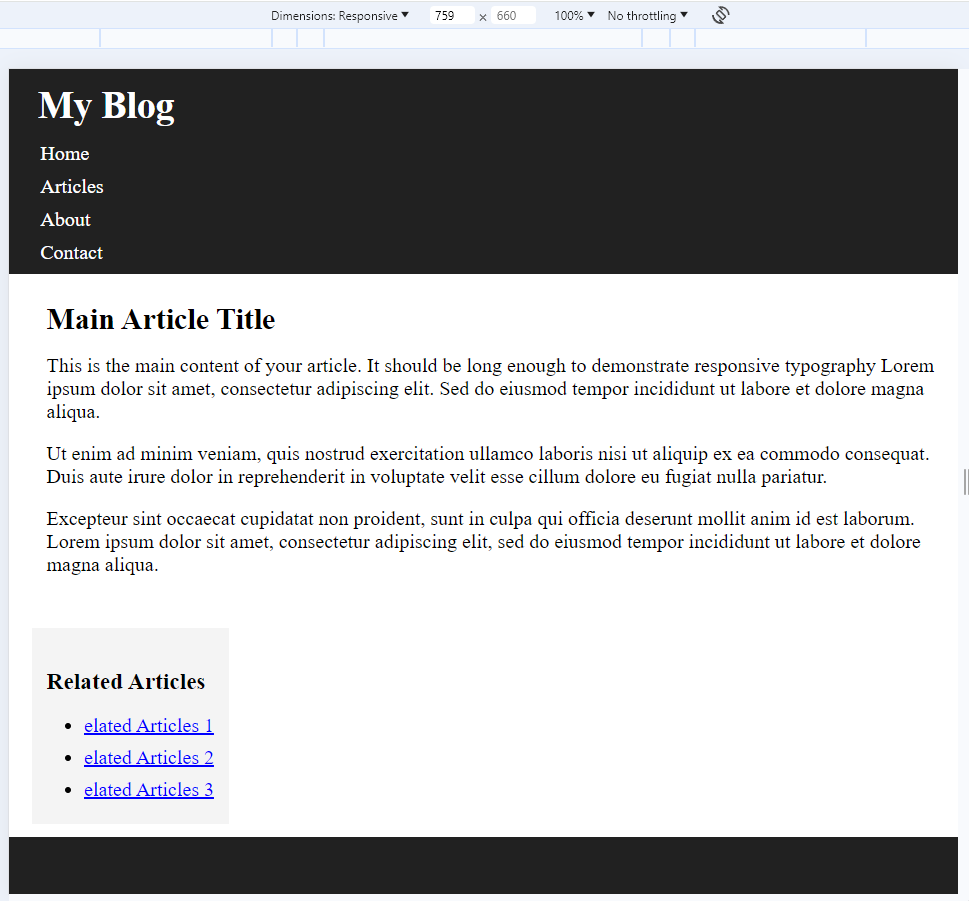 Dimensions: Responsive ▼ 759 × 660 100% ▼ No throttling ▼
My Blog
Home
Articles
About
Contact
Main Article Title
This is the main content of your article. It should be long enough to demonstrate responsive typography Lorem
ipsum dolor sit amet, consectetur adipiscing elit. Sed do eiusmod tempor incididunt ut labore et dolore magna
aliqua.
Ut enim ad minim veniam, quis nostrud exercitation ullamco laboris nisi ut aliquip ex ea commodo consequat.
Duis aute irure dolor in reprehenderit in voluptate velit esse cillum dolore eu fugiat nulla pariatur.
Excepteur sint occaecat cupidatat non proident, sunt in culpa qui officia deserunt mollit anim id est laborum.
Lorem ipsum dolor sit amet, consectetur adipiscing elit, sed do eiusmod tempor incididunt ut labore et dolore
magna aliqua.
Related Articles
• elated Articles 1
• elated Articles 2
• elated Articles 3